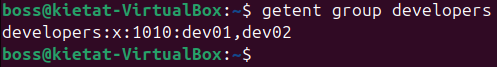 boss@kietat-VirtualBox:~$ getent group developers
developers:x:1010:dev01,dev02
boss@kietat-VirtualBox:~$